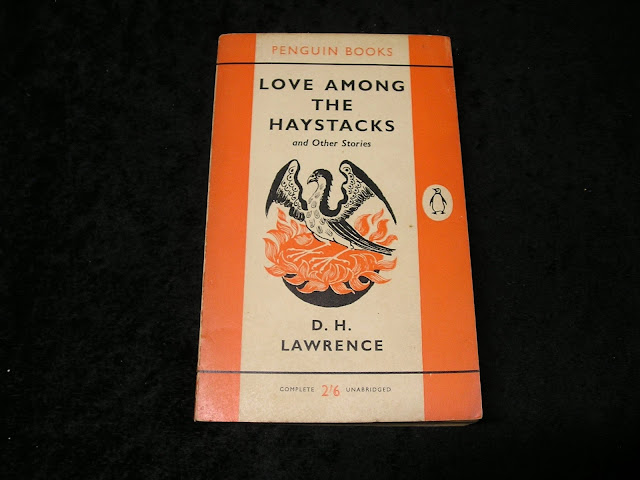 PENGUIN BOOKS
LOVE AMONG
THE
HAYSTACKS
and Other Stories
D. H.
LAWRENCE
COMPLETE 2/6 UNABRIDGED